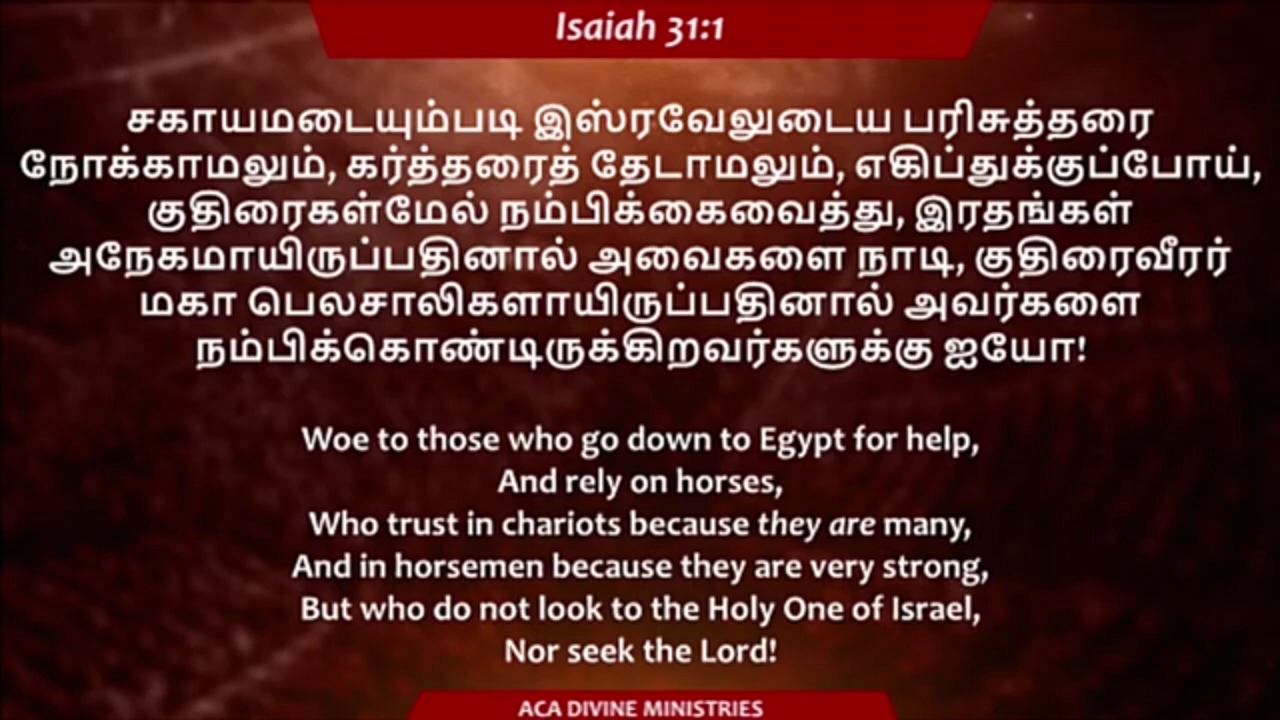 Isaiah 31:1
சகாயமடையும்படி இஸ்ரவேலுடைய பரிசுத்தரை
நோக்காமலும், கர்த்தரைத் தேடாமலும், எகிப்துக்குப்போய்,
குதிரைகள்மேல் நம்பிக்கைவைத்து, இரதங்கள்
அநேகமாயிருப்பதினால் அவைகளை நாடி, குதிரைவீரர்
மகா பெலசாலிகளாயிருப்பதினால் அவர்களை
நம்பிக்கொண்டிருக்கிறவர்களுக்கு ஐயோ!
Woe to those who go down to Egypt for help,
And rely on horses,
Who trust in chariots because they are many,
And in horsemen because they are very strong,
But who do not look to the Holy One of Israel,
Nor seek the Lord!
ACA DIVINE MINISTRIES